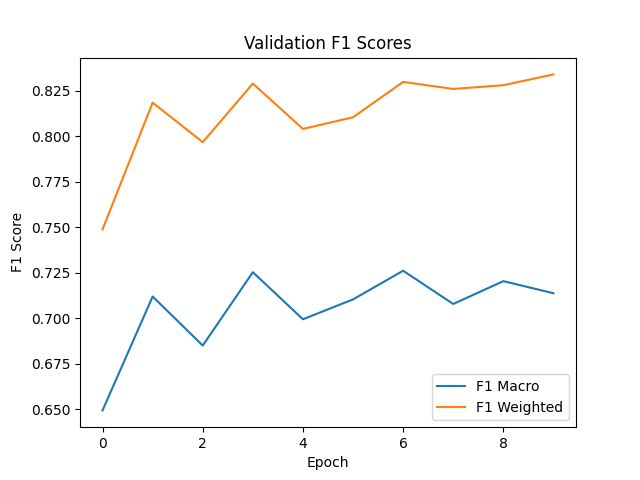 Validation F1 Scores
F1 Score
0.825
0.800
0.775
0.750
0.725
0.700
0.675
0.650
0 2 4 6 8
Epoch
F1 Macro
F1 Weighted